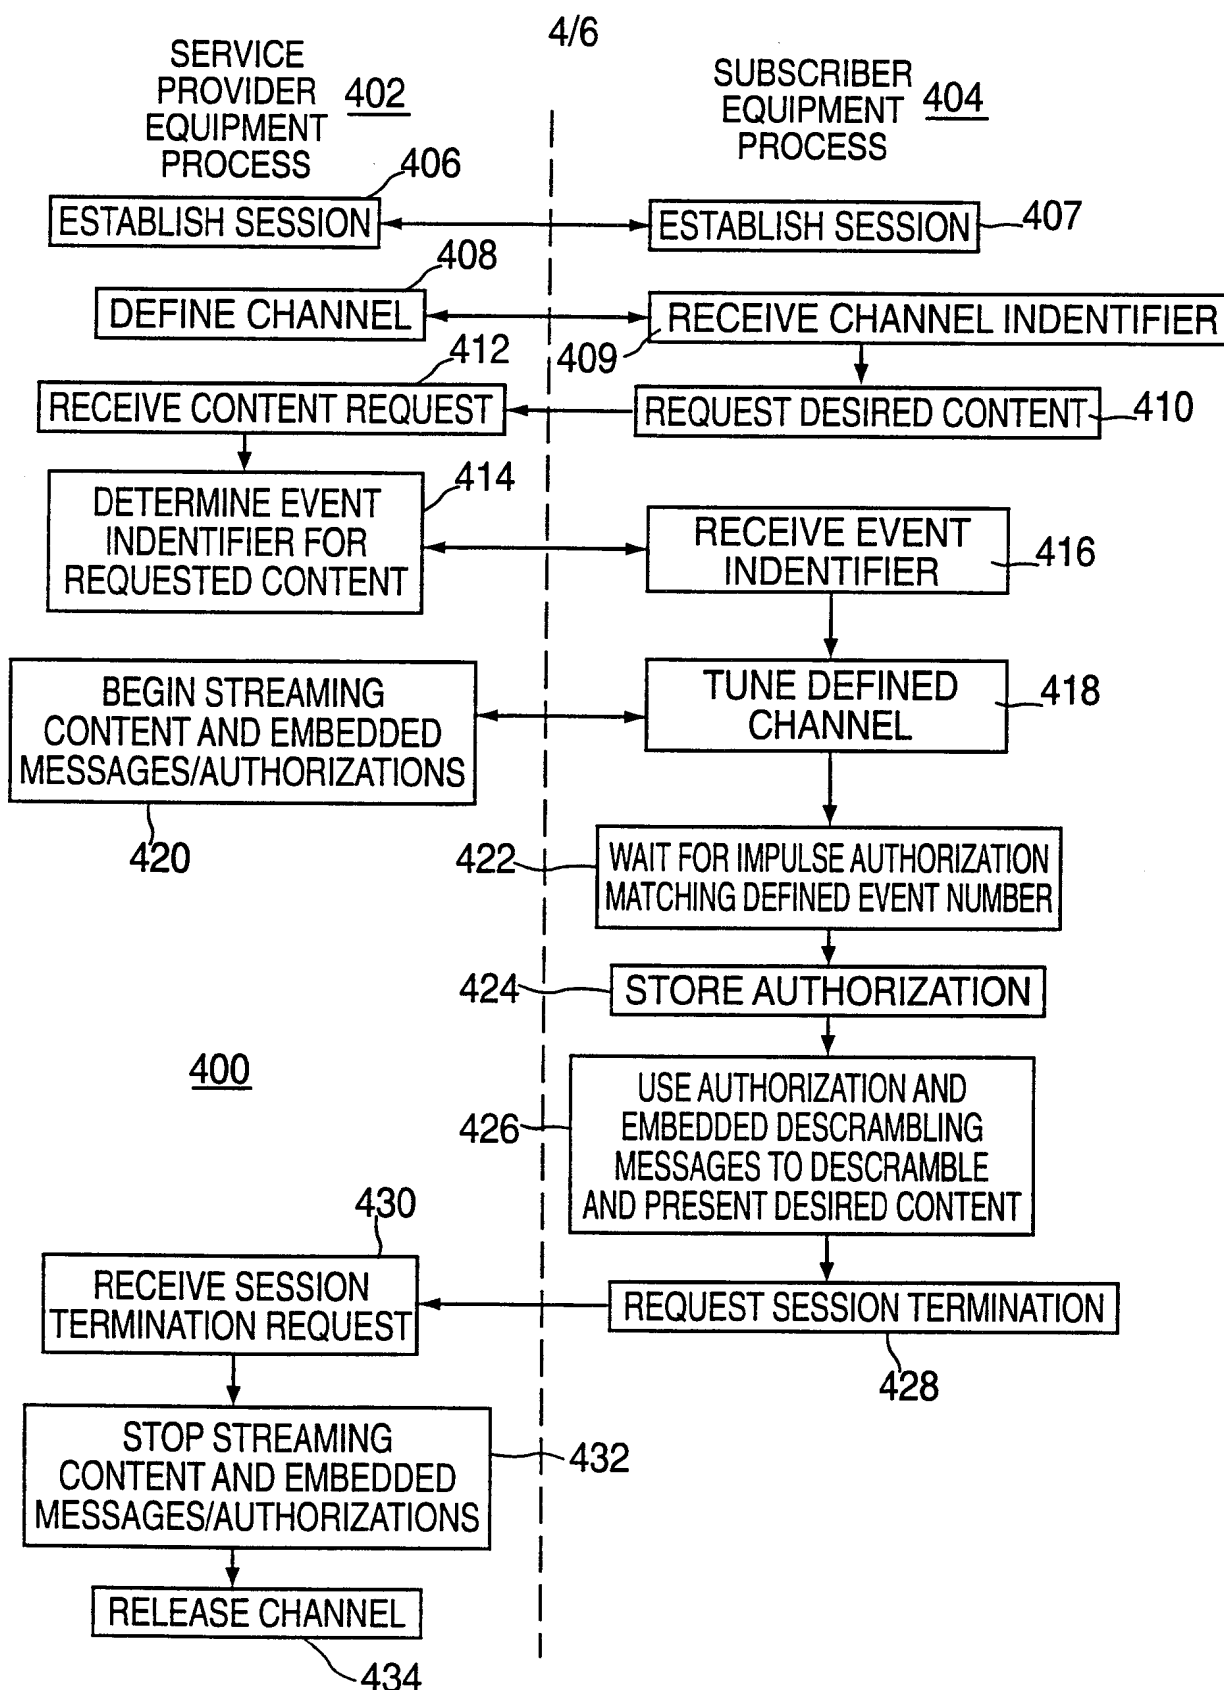 4/6
SERVICE
PROVIDER
EQUIPMENT
PROCESS
402
SUBSCRIBER
EQUIPMENT
PROCESS
404
406
ESTABLISH SESSION
ESTABLISH SESSION
407
408
DEFINE CHANNEL
RECEIVE CHANNEL INDENTIFIER
409
412
RECEIVE CONTENT REQUEST
REQUEST DESIRED CONTENT
410
414
DETERMINE EVENT
INDENTIFIER FOR
REQUESTED CONTENT
RECEIVE EVENT
INDENTIFIER
416
BEGIN STREAMING
CONTENT AND EMBEDDED
MESSAGES/AUTHORIZATIONS
420
TUNE DEFINED
CHANNEL
418
422
WAIT FOR IMPULSE AUTHORIZATION
MATCHING DEFINED EVENT NUMBER
424
STORE AUTHORIZATION
400
426
USE AUTHORIZATION AND
EMBEDDED DESCRAMBLING
MESSAGES TO DESCRAMBLE
AND PRESENT DESIRED CONTENT
430
RECEIVE SESSION
TERMINATION REQUEST
REQUEST SESSION TERMINATION
428
STOP STREAMING
CONTENT AND EMBEDDED
MESSAGES/AUTHORIZATIONS
432
RELEASE CHANNEL
434